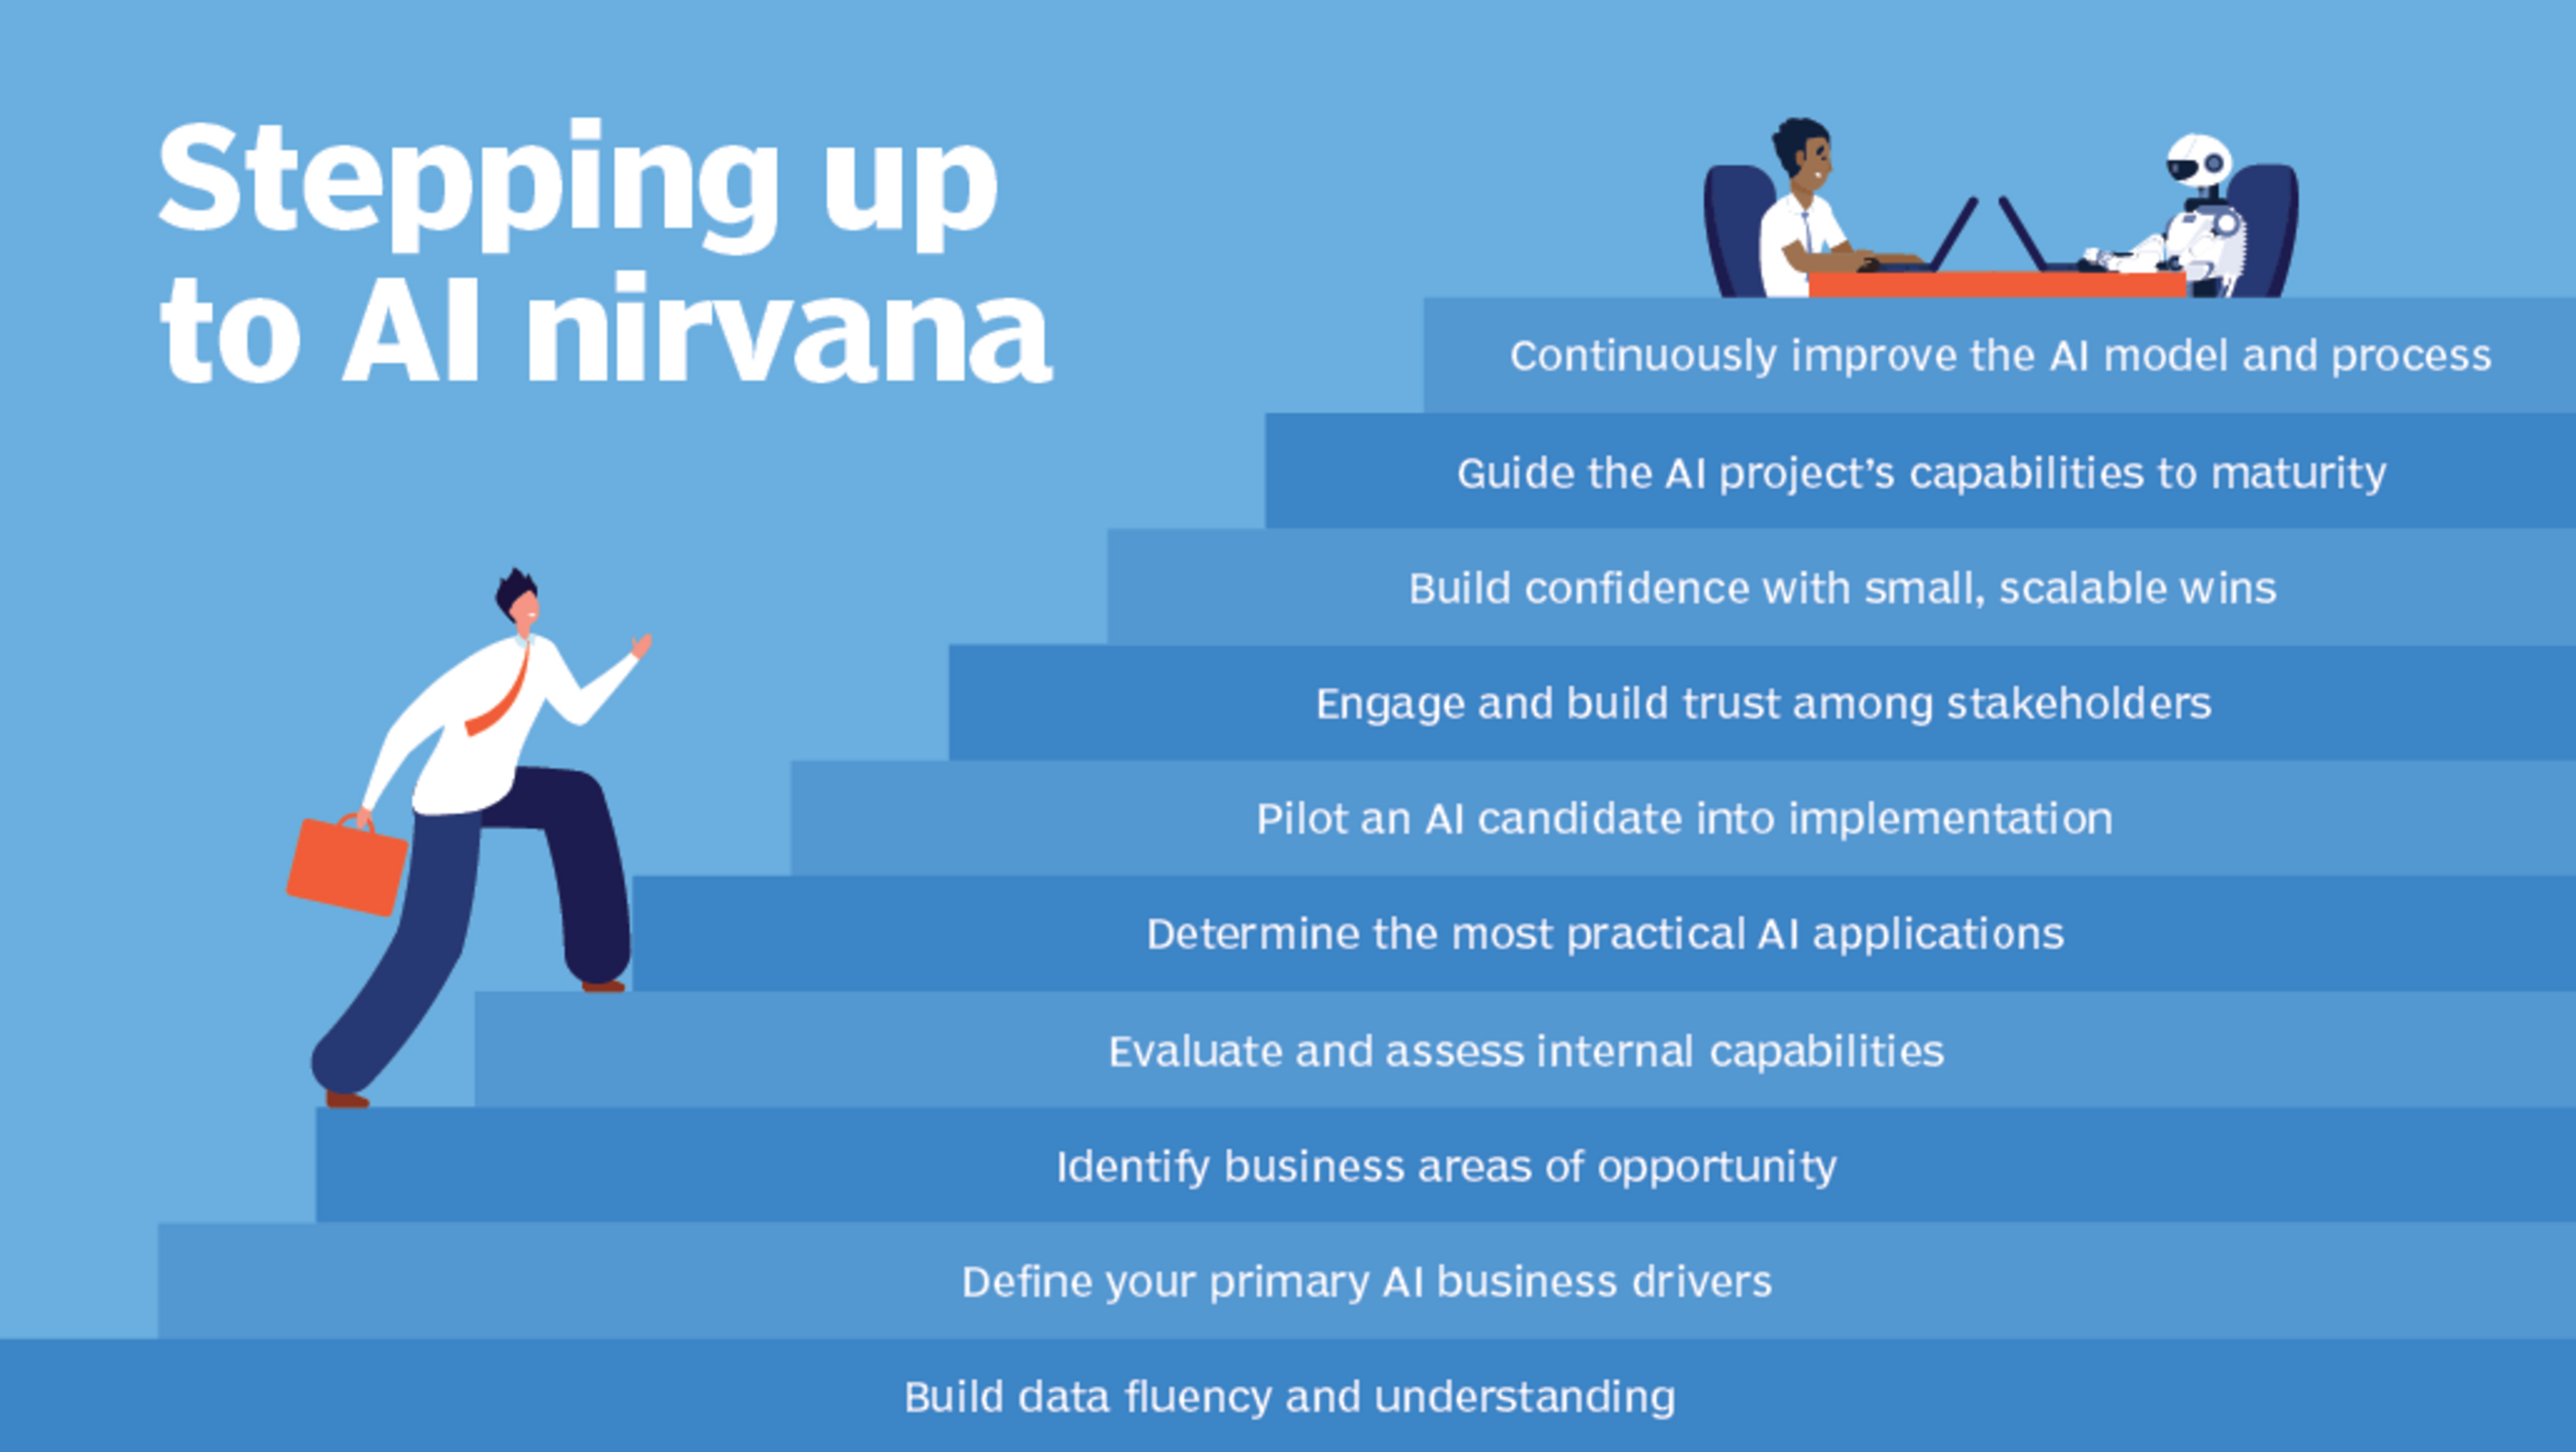 Stepping up
to AI nirvana
Continuously improve the AI model and process
Guide the AI project’s capabilities to maturity
Build confidence with small, scalable wins
Engage and build trust among stakeholders
Pilot an AI candidate into implementation
Determine the most practical AI applications
Evaluate and assess internal capabilities
Identify business areas of opportunity
Define your primary AI business drivers
Build data fluency and understanding